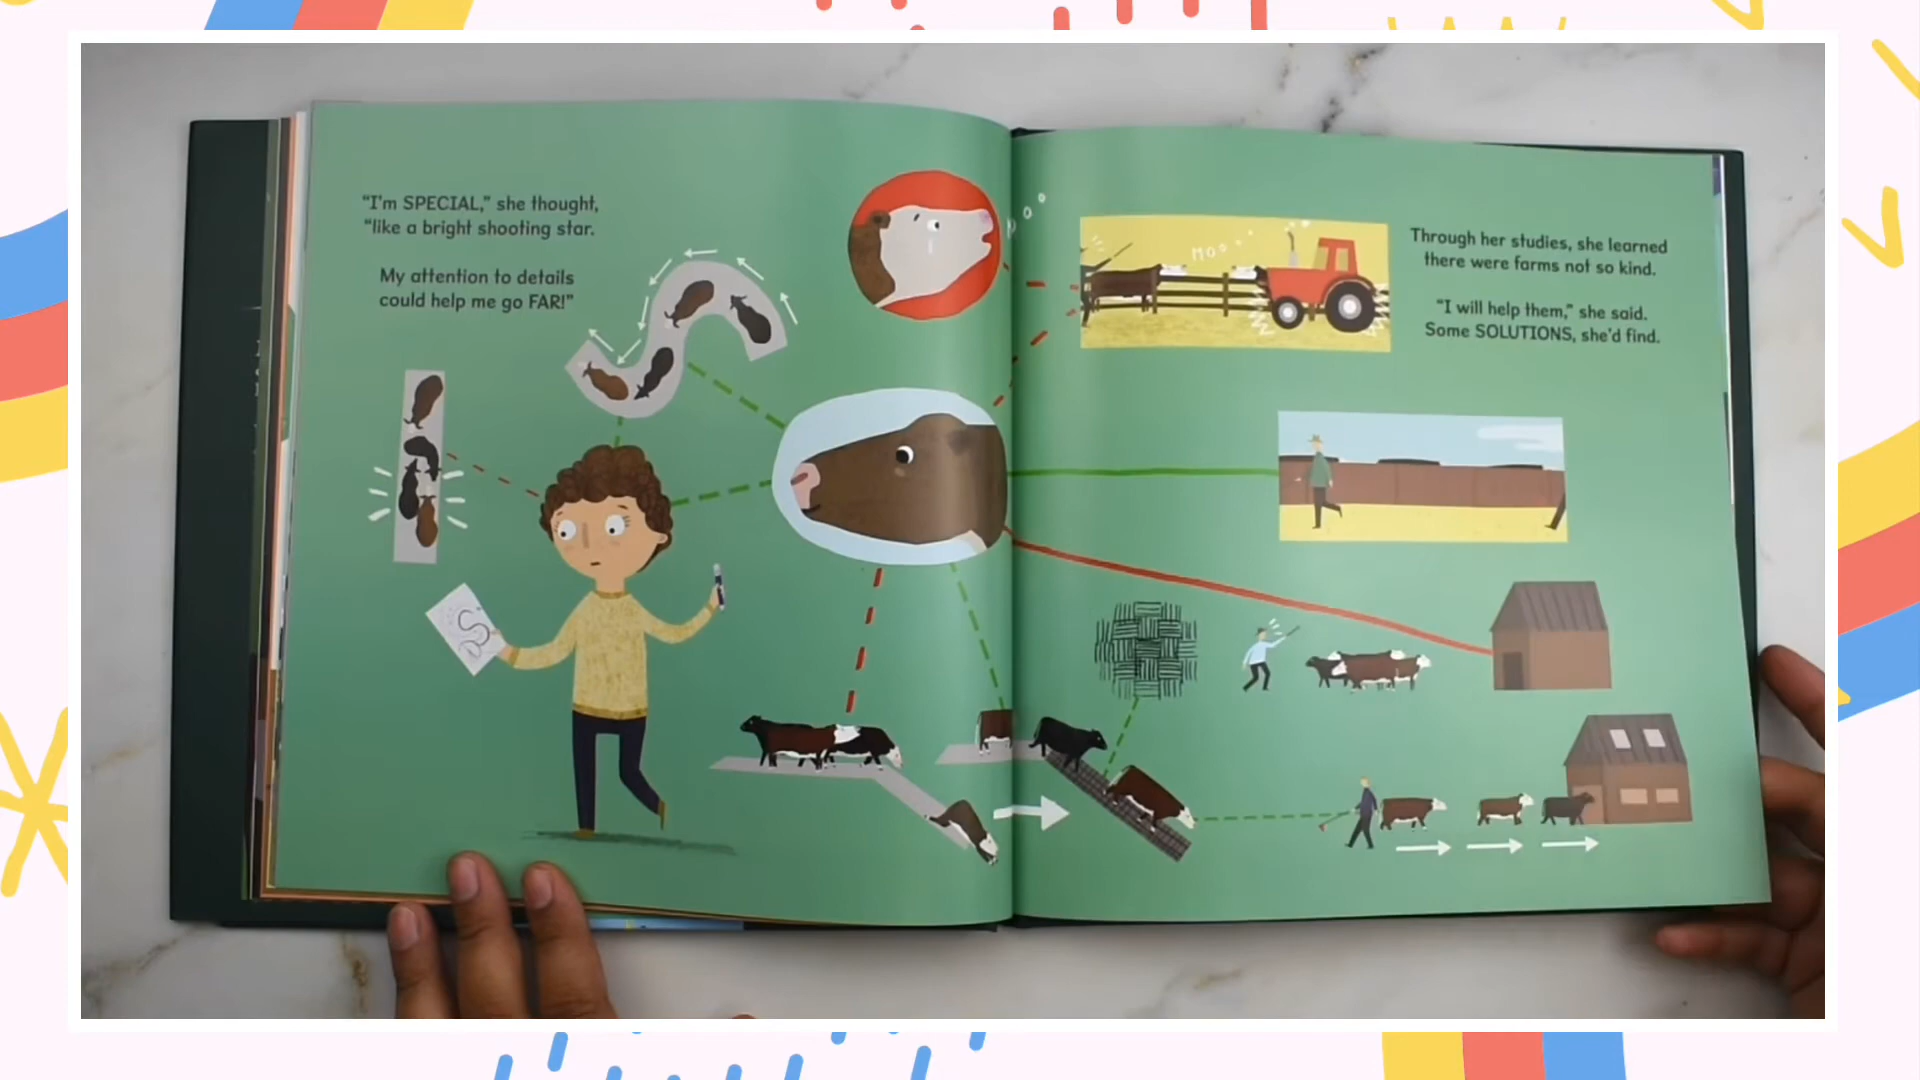 “I'm SPECIAL,” she thought,
“like a bright shooting star.
My attention to details
could help me go FAR!”
Moo
Moo
Through her studies, she learned
there were farms not so kind.
“I will help them,” she said.
Some SOLUTIONS, she'd find.